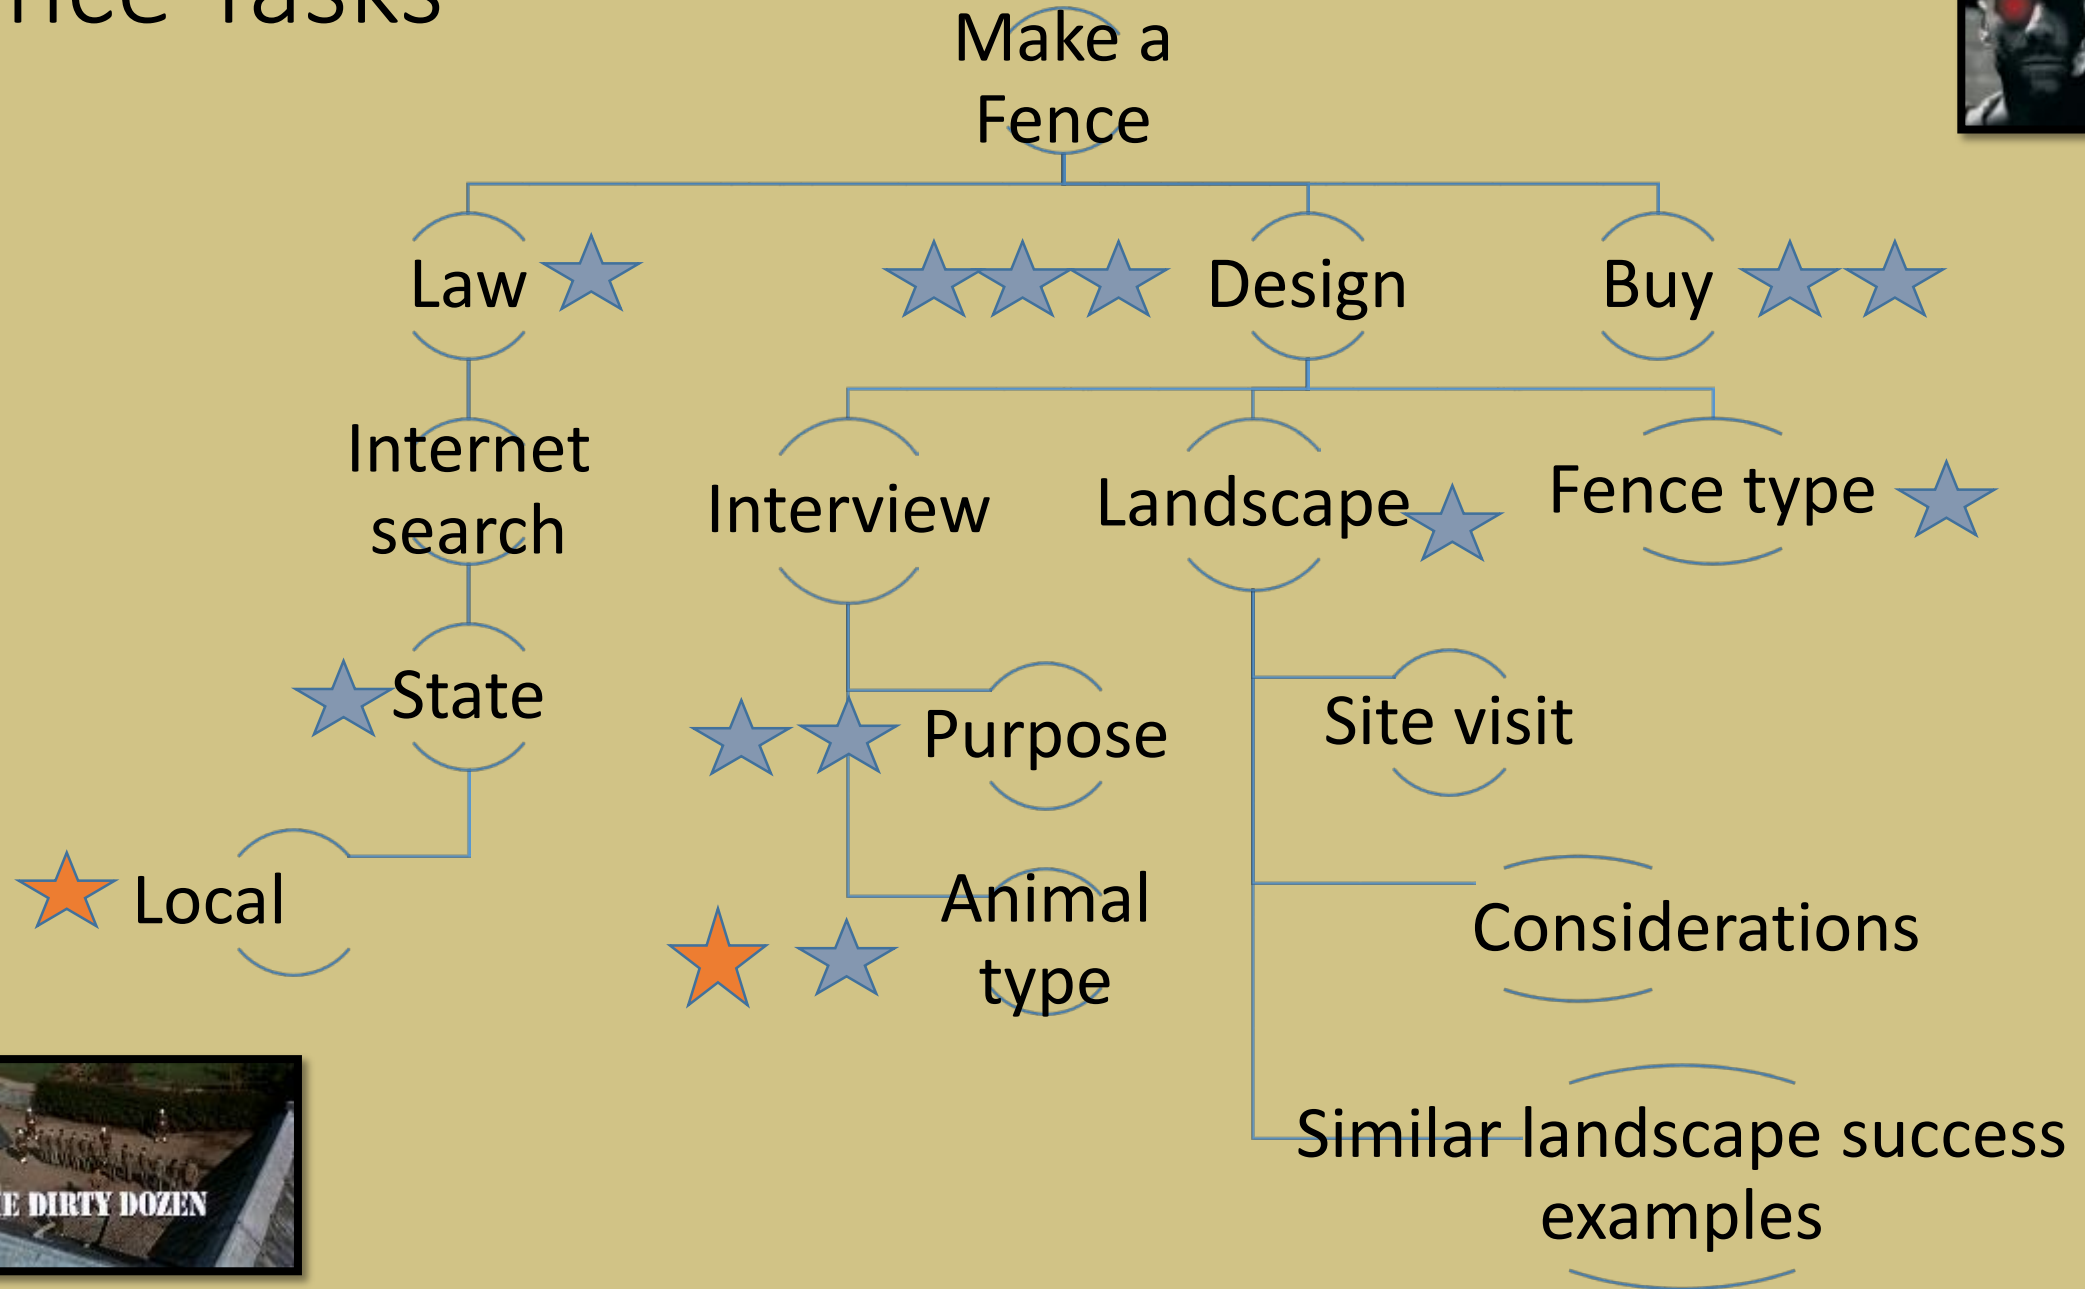 Tasks
Make a
Fence
Law
Design
Buy
Internet
search
Interview
Landscape
Fence type
State
Purpose
Site visit
Local
Animal
type
Considerations
Similar landscape success
examples
DIRTY DOZEN